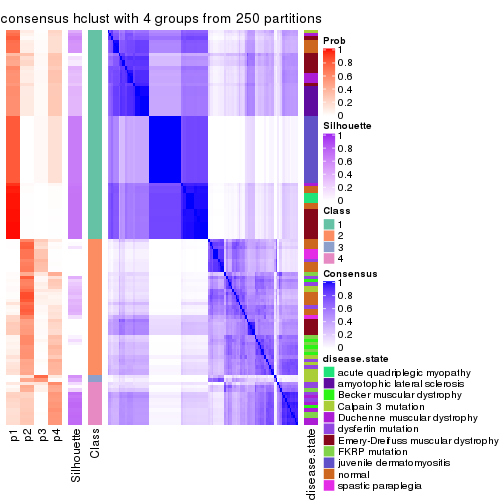 consensus hclust with 4 groups from 250 partitions
Prob
1
0.8
0.6
0.4
0.2
0
Silhouette
1
0.8
0.6
0.4
0.2
0
Class
1
2
3
4
Consensus
1
0.8
0.6
0.4
0.2
0
disease.state
acute quadriplegic myopathy
amyotophic lateral sclerosis
Becker muscular dystrophy
Calpain 3 mutation
Duchenne muscular dystrophy
dysferlin mutation
Emery-Dreifuss muscular dystrophy
FKRP mutation
juvenile dermatomyositis
normal
spastic paraplegia
p1
p2
p3
p4
Silhouette
Class
disease.state